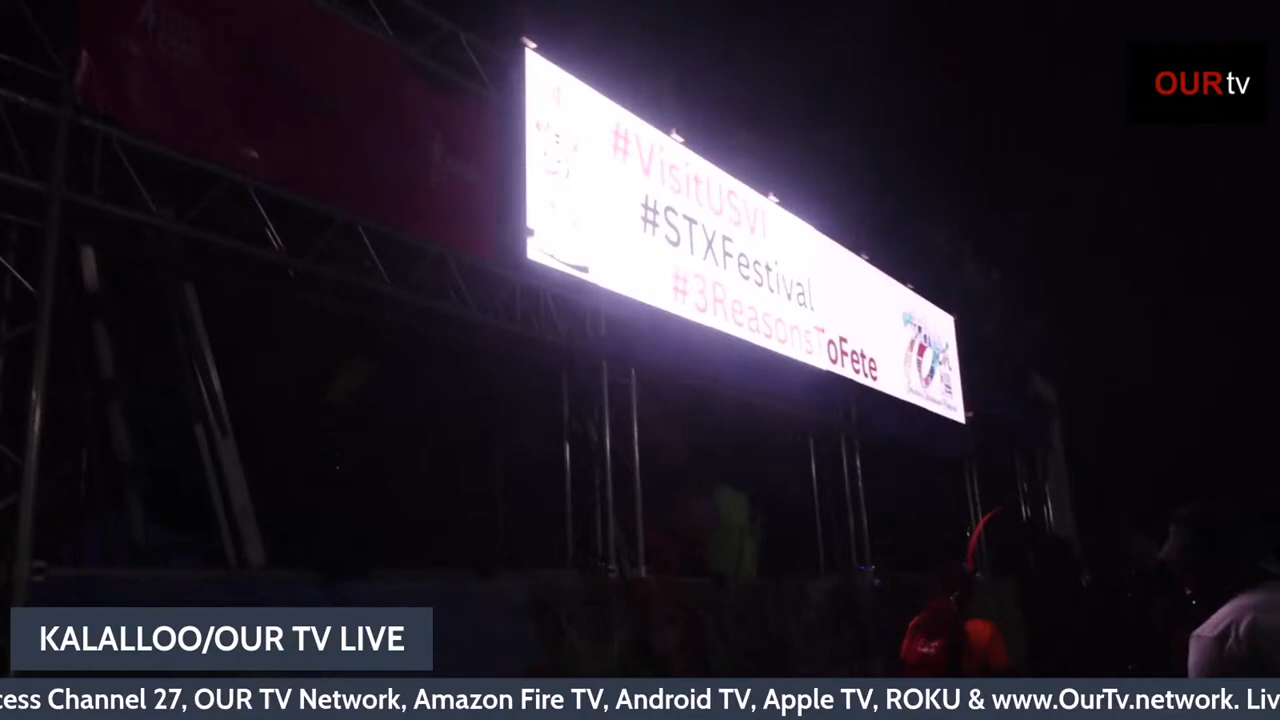 OURtv
#VisitUSVI
#STXFestival
#3ReasonsToFete
KALALLOO/OUR TV LIVE
cess Channel 27, OUR TV Network, Amazon Fire TV, Android TV, Apple TV, ROKU & www.OurTv.network. Liv